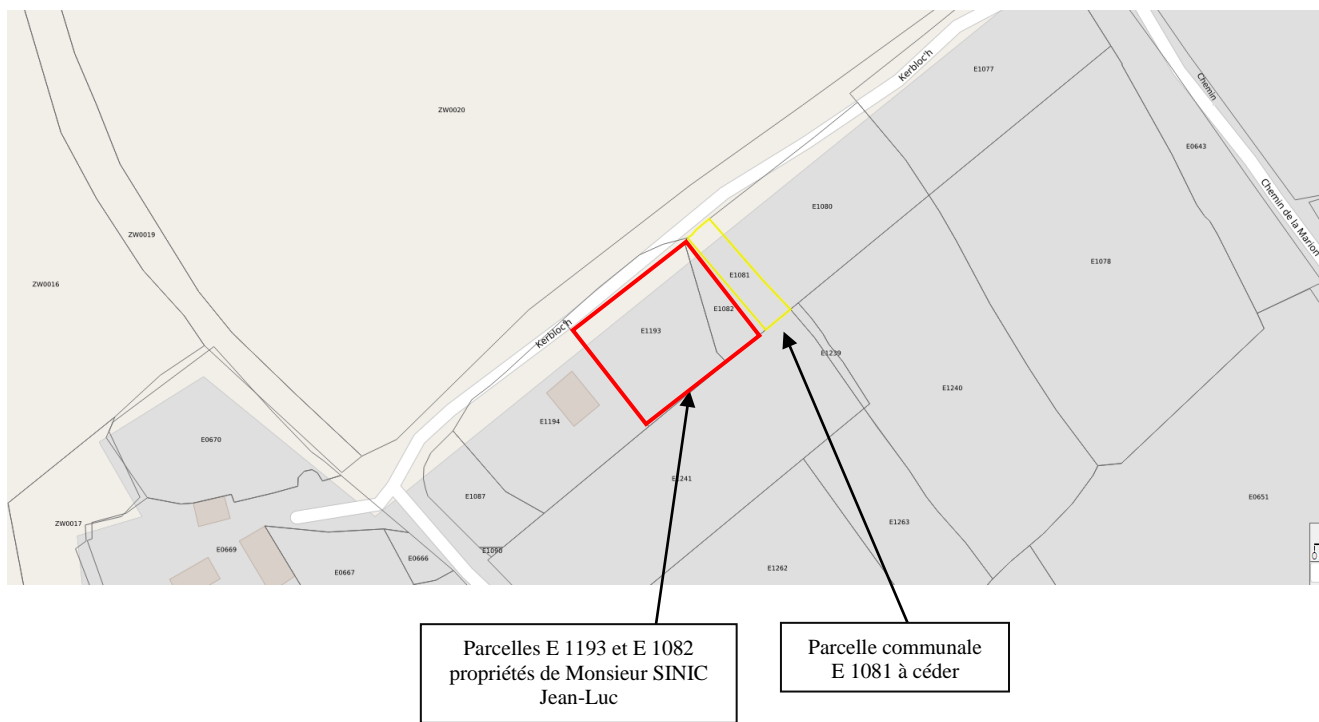 Kerbloc'h
E1077
ZW0020
Chemin
E0643
Chemin de la Marion
E1080
ZW0019
E1081
E1078
ZW0016
E1082
E1193
Kerbloc'h
E1239
E1240
E1194
E0670
E1241
E1087
E0651
ZW0017
E1263
E1090
E0669
E0666
E0667
E1262
Parcelles E 1193 et E 1082
propriétés de Monsieur SINIC
Jean-Luc
Parcelle communale
E 1081 à céder